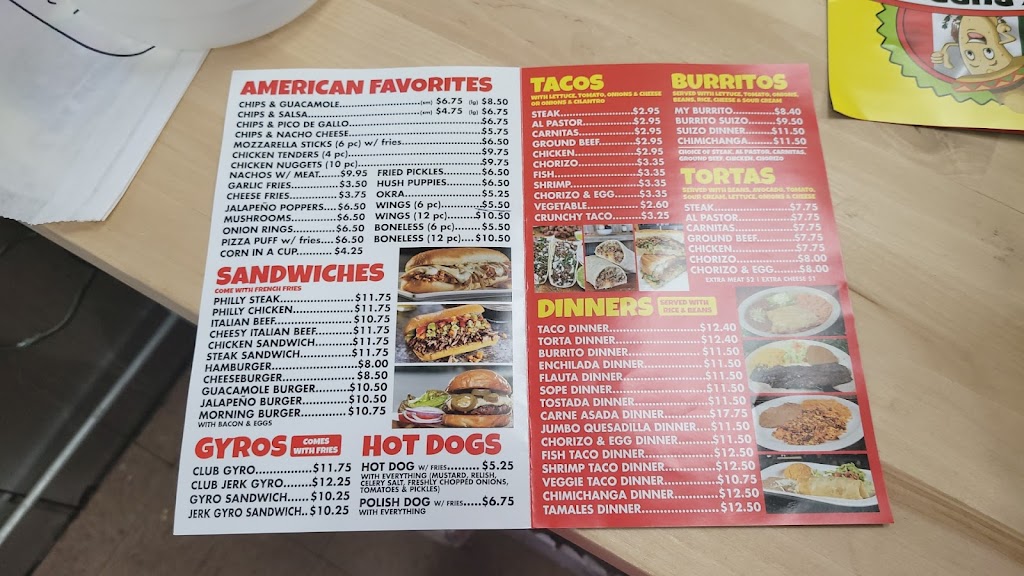 AMERICAN FAVORITES
CHIPS & GUACAMOLE (sm) $6.75 (lg) $8.50
CHIPS & SALSA (sm) $4.75 (lg) $6.75
CHIPS & PICO DE GALLO $6.75
CHIPS & NACHO CHEESE $5.75
MOZZARELLA STICKS (6 pc) w/ fries $6.50
CHICKEN TENDERS (4 pc) $9.75
CHICKEN NUGGETS (10 pc) $9.75
NACHOS w/ MEAT $9.95
GARLIC FRIES $3.50
CHEESE FRIES $3.75
JALAPEÑO POPPERS $6.50
MUSHROOMS $6.50
ONION RINGS $6.50
PIZZA PUFF w/ fries $6.50
CORN IN A CUP $4.25
FRIED PICKLES $6.50
HUSH PUPPIES $6.50
OKRA $5.25
WINGS (6 pc) $5.50
WINGS (12 pc) $10.50
BONELESS (6 pc) $5.50
BONELESS (12 pc) $10.50
SANDWICHES
COME WITH FRENCH FRIES
PHILLY STEAK $11.75
PHILLY CHICKEN $11.75
ITALIAN BEEF $10.75
CHEESY ITALIAN BEEF $11.75
CHICKEN SANDWICH $11.75
STEAK SANDWICH $11.75
HAMBURGER $8.00
CHEESEBURGER $8.50
GUACAMOLE BURGER $10.50
JALAPEÑO BURGER $10.50
MORNING BURGER $10.75
WITH BACON & EGGS
GYROS
COMES
WITH FRIES
CLUB GYRO $11.75
CLUB JERK GYRO $12.25
GYRO SANDWICH $10.25
JERK GYRO SANDWICH $10.25
HOT DOGS
HOT DOG W/ FRIES $5.25
WITH EVERYTHING (MUSTARD, RELISH,
CELERY SALT, FRESHLY CHOPPED ONIONS,
TOMATOES & PICKLES)
POLISH DOG w/ FRIES $6.75
WITH EVERYTHING
TACOS
WITH LETTUCE, TOMATO, ONIONS & CHEESE
OR ONIONS & CILANTRO
STEAK $2.95
AL PASTOR $2.95
CARNITAS $2.95
GROUND BEEF $2.95
CHICKEN $2.95
CHORIZO $3.35
FISH $3.35
SHRIMP $3.35
CHORIZO & EGG $3.35
VEGETABLE $2.60
CRUNCHY TACO $3.25
BURRITOS
SERVED WITH LETTUCE, TOMATO, ONIONS,
BEANS, RICE, CHEESE & SOUR CREAM
MY BURRITO $8.40
BURRITO SUIZO $9.50
SUIZO DINNER $11.50
CHIMICHANGA $11.50
CHOICE OF STEAK, AL PASTOR, CARNITAS,
GROUND BEEF, CHICKEN, CHORIZO
TORTAS
SERVED WITH BEANS, AVOCADO, TOMATO,
SOUR CREAM, LETTUCE, ONIONS & CHEESE
STEAK $7.75
AL PASTOR $7.75
CARNITAS $7.75
GROUND BEEF $7.75
CHICKEN $7.75
CHORIZO $8.00
CHORIZO & EGG $8.00
EXTRA MEAT $3 | EXTRA CHEESE $1
DINNERS
SERVED WITH
RICE & BEANS
TACO DINNER $12.40
TORTA DINNER $12.40
BURRITO DINNER $11.50
ENCHILADA DINNER $11.50
FLAUTA DINNER $11.50
SOPE DINNER $11.50
TOSTADA DINNER $11.50
CARNE ASADA DINNER $17.75
JUMBO QUESADILLA DINNER $11.50
CHORIZO & EGG DINNER $11.50
FISH TACO DINNER $12.50
SHRIMP TACO DINNER $12.50
VEGGIE TACO DINNER $10.75
CHIMICHANGA DINNER $12.50
TAMALES DINNER $12.50